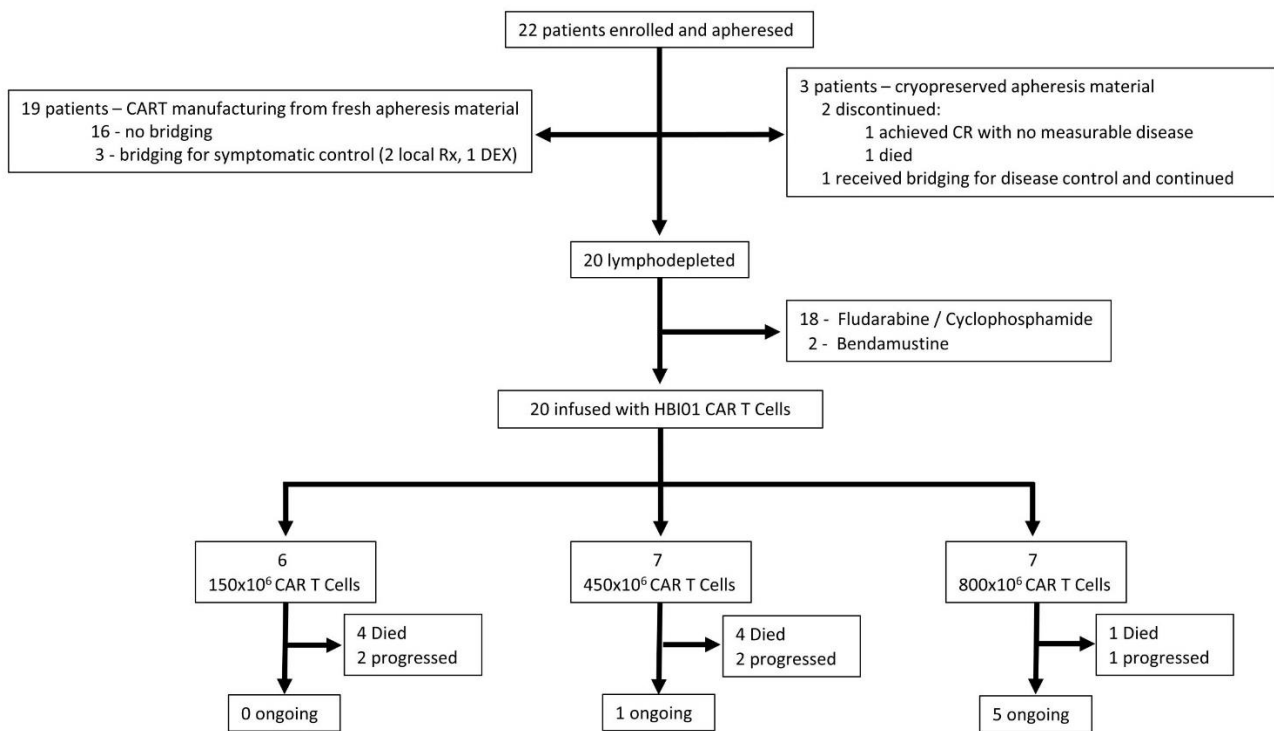 22 patients enrolled and apheresed
19 patients – CART manufacturing from fresh apheresis material
16 - no bridging
3 - bridging for symptomatic control (2 local Rx, 1 DEX)
3 patients – cryopreserved apheresis material
2 discontinued:
1 achieved CR with no measurable disease
1 died
1 received bridging for disease control and continued
20 lymphodepleted
18 - Fludarabine / Cyclophosphamide
2 - Bendamustine
20 infused with HBI01 CAR T Cells
6
150x10⁶ CAR T Cells
7
450x10⁶ CAR T Cells
7
800x10⁶ CAR T Cells
4 Died
2 progressed
4 Died
2 progressed
1 Died
1 progressed
0 ongoing
1 ongoing
5 ongoing